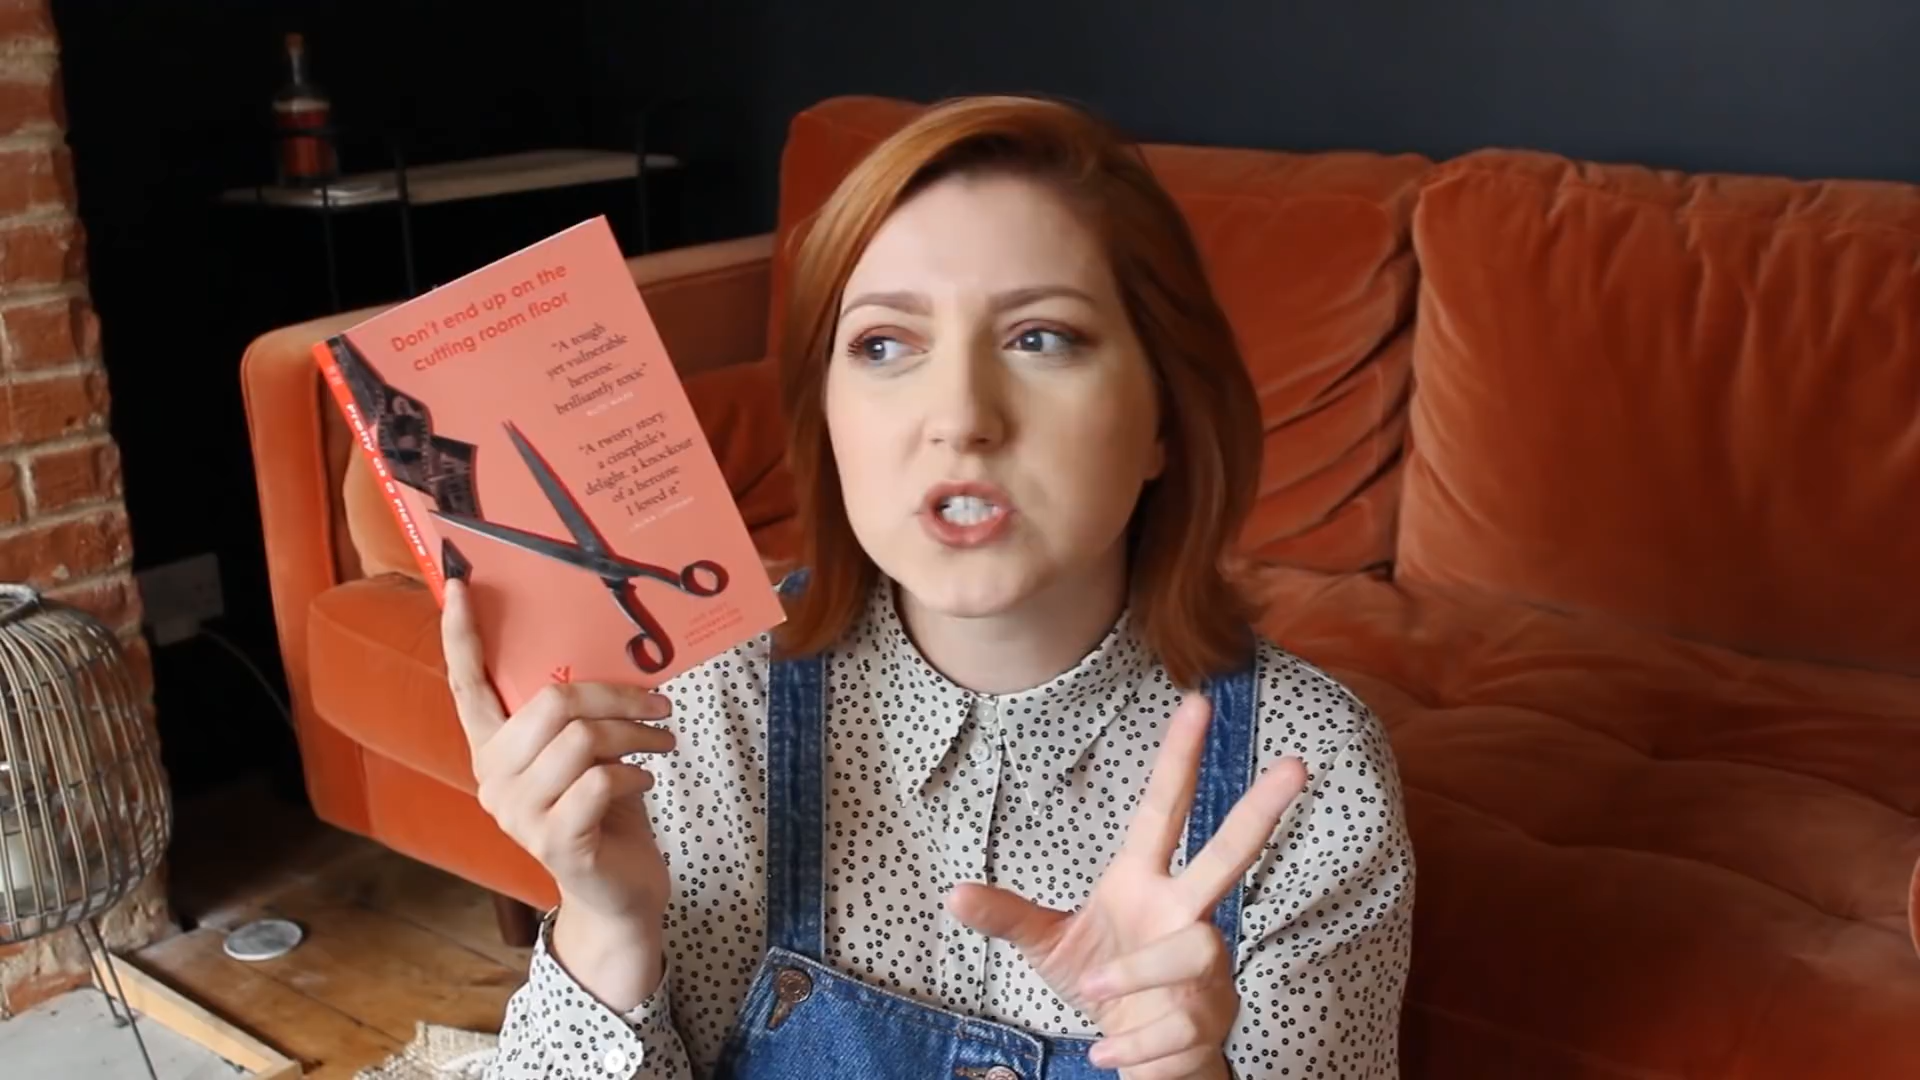 Don't end up on the
cutting room floor
"A tough
yet vulnerable
heroine...
brilliantly toxic"
"A twisty story,
a cinephile's
delight, a knockout
of a heroine
I loved it"
Pretty as a Picture